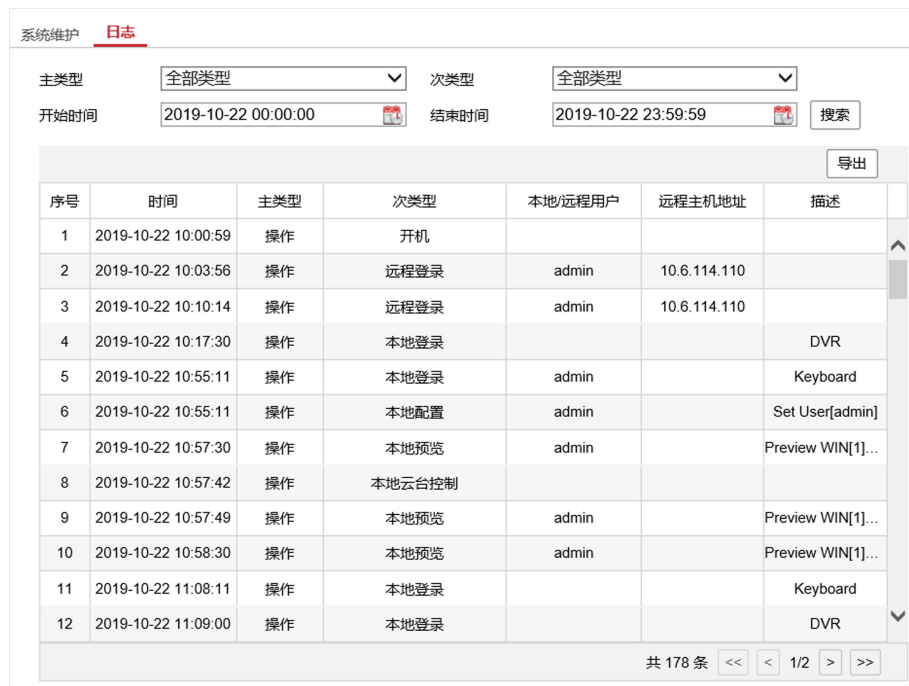 系统维护 日志
主类型 全部类型 次类型 全部类型
开始时间 2019-10-22 00:00:00 结束时间 2019-10-22 23:59:59 搜索
导出
序号 时间 主类型 次类型 本地/远程用户 远程主机地址 描述
1 2019-10-22 10:00:59 操作 开机
2 2019-10-22 10:03:56 操作 远程登录 admin 10.6.114.110
3 2019-10-22 10:10:14 操作 远程登录 admin 10.6.114.110
4 2019-10-22 10:17:30 操作 本地登录 DVR
5 2019-10-22 10:55:11 操作 本地登录 admin Keyboard
6 2019-10-22 10:55:11 操作 本地配置 admin Set User[admin]
7 2019-10-22 10:57:30 操作 本地预览 admin Preview WIN[1]...
8 2019-10-22 10:57:42 操作 本地云台控制
9 2019-10-22 10:57:49 操作 本地预览 admin Preview WIN[1]...
10 2019-10-22 10:58:30 操作 本地预览 admin Preview WIN[1]...
11 2019-10-22 11:08:11 操作 本地登录 Keyboard
12 2019-10-22 11:09:00 操作 本地登录 DVR
共 178 条 << < 1/2 > >>